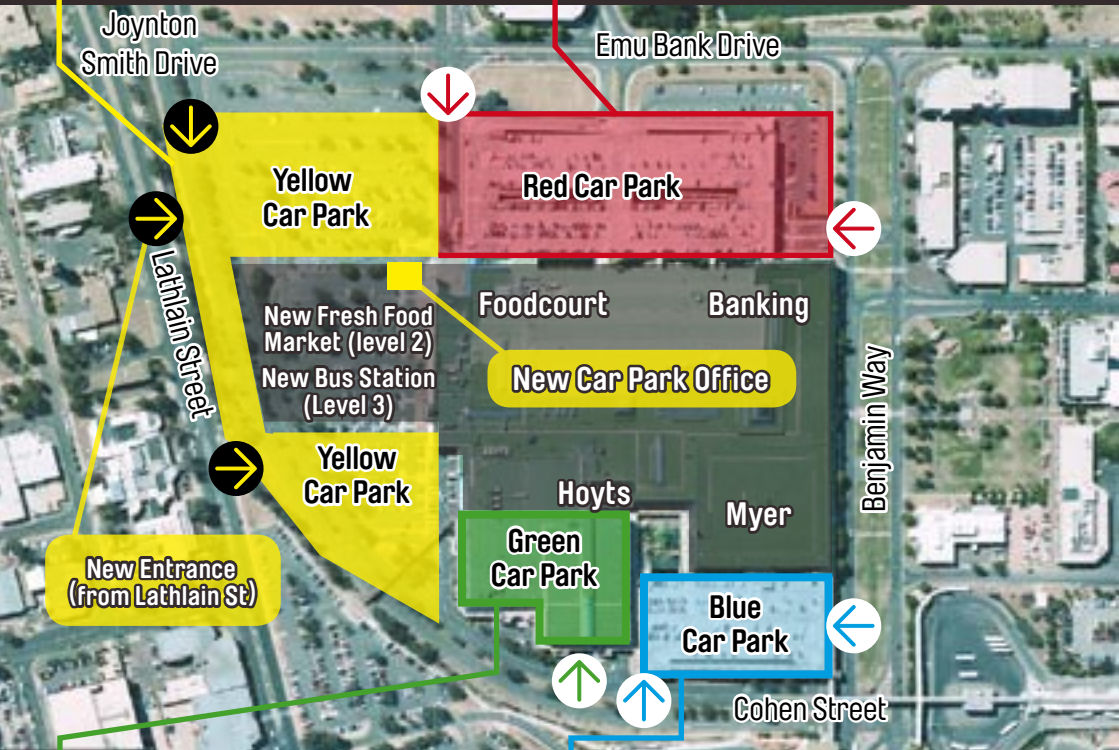 Joynton
Smith Drive
Emu Bank Drive
Yellow
Car Park
Red Car Park
Lathlain Street
New Fresh Food
Market (level 2)
New Bus Station
(Level 3)
Foodcourt
Banking
New Car Park Office
Benjamin Way
Yellow
Car Park
Hoyts
Myer
Green
Car Park
New Entrance
(from Lathlain St)
Blue
Car Park
Cohen Street